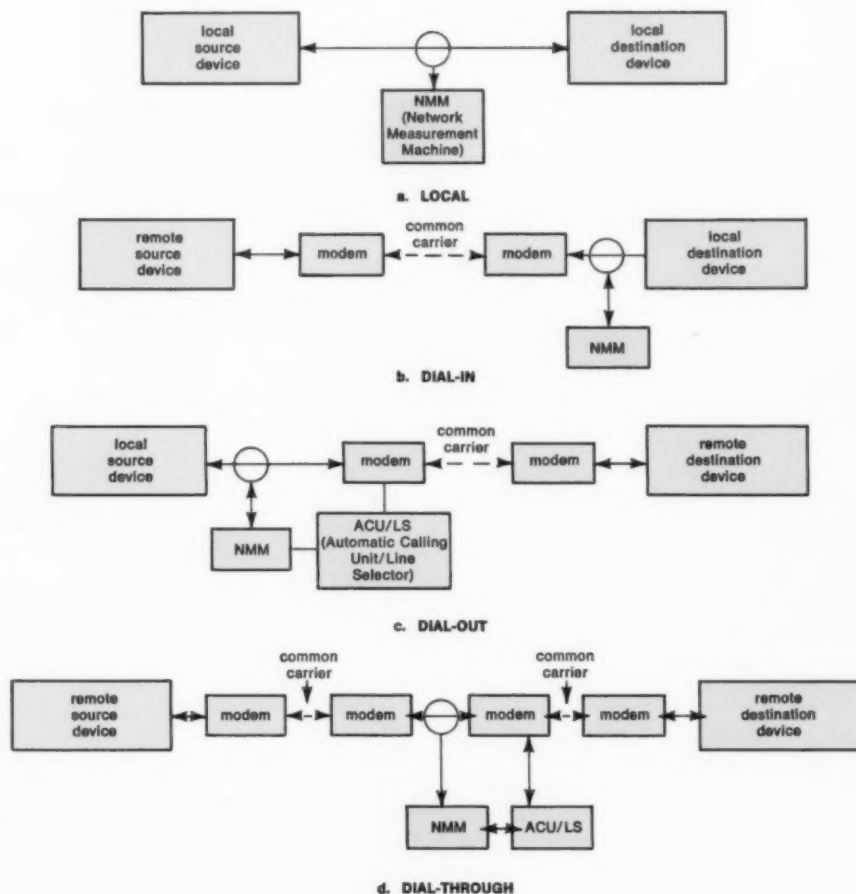 local
source
device
local
destination
device
NMM
(Network
Measurement
Machine)
a. LOCAL
remote
source
device
modem
common
carrier
modem
local
destination
device
NMM
b. DIAL-IN
local
source
device
modem
common
carrier
modem
remote
destination
device
NMM
ACU/LS
(Automatic Calling
Unit/Line
Selector)
c. DIAL-OUT
common
carrier
common
carrier
remote
source
device
modem
modem
modem
modem
remote
destination
device
NMM
ACU/LS
d. DIAL-THROUGH